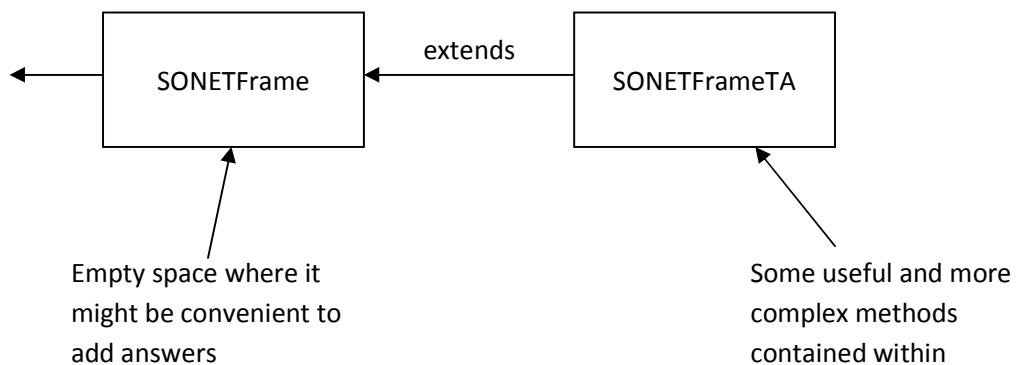 extends
SONETFrame
SONETFrameTA
Empty space where it
might be convenient to
add answers
Some useful and more
complex methods
contained within